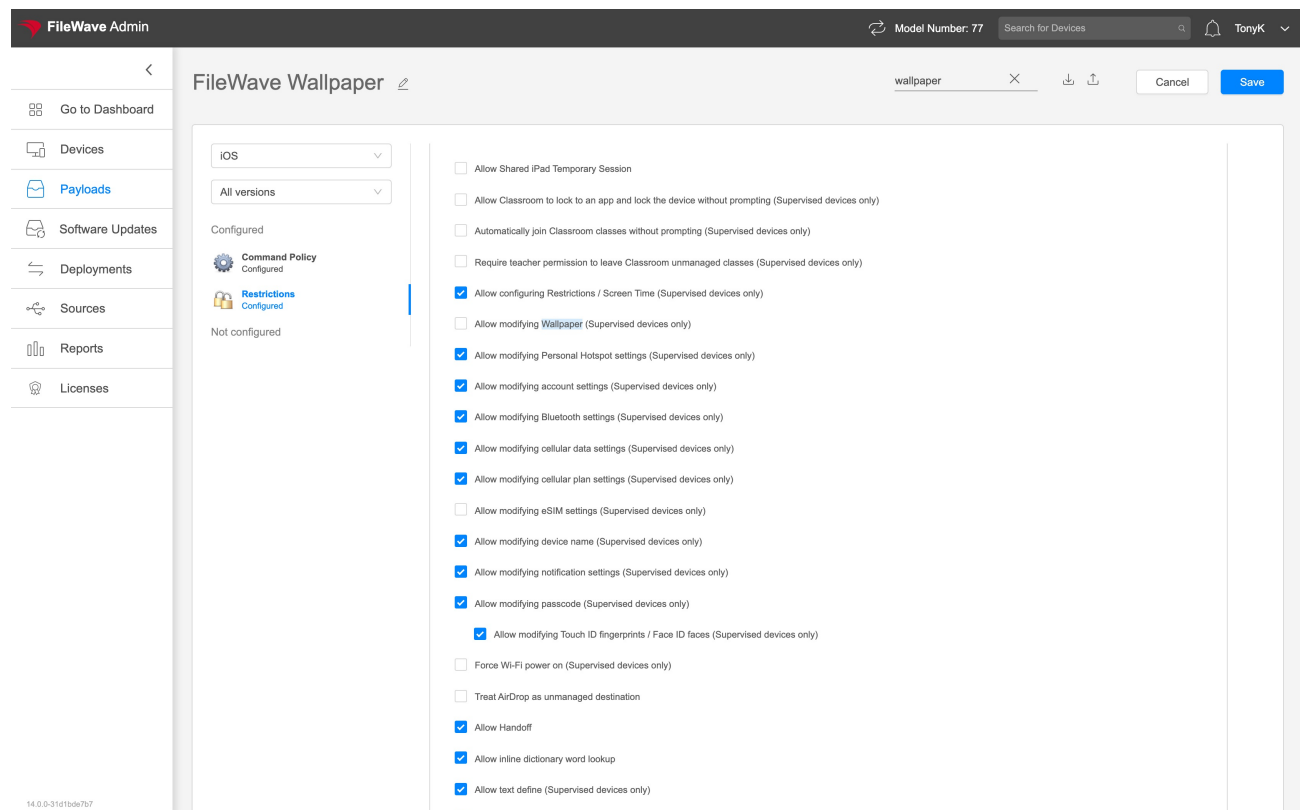 FileWave Admin
Model Number: 77
Search for Devices
TonyK
FileWave Wallpaper
wallpaper
Cancel
Save
Go to Dashboard
Devices
Payloads
Software Updates
Deployments
Sources
Reports
Licenses
14.0.0-31d1bde7b7
iOS
All versions
Configured
Command Policy
Configured
Restrictions
Configured
Not configured
Allow Shared iPad Temporary Session
Allow Classroom to lock to an app and lock the device without prompting (Supervised devices only)
Automatically join Classroom classes without prompting (Supervised devices only)
Require teacher permission to leave Classroom unmanaged classes (Supervised devices only)
Allow configuring Restrictions / Screen Time (Supervised devices only)
Allow modifying Wallpaper (Supervised devices only)
Allow modifying Personal Hotspot settings (Supervised devices only)
Allow modifying account settings (Supervised devices only)
Allow modifying Bluetooth settings (Supervised devices only)
Allow modifying cellular data settings (Supervised devices only)
Allow modifying cellular plan settings (Supervised devices only)
Allow modifying eSIM settings (Supervised devices only)
Allow modifying device name (Supervised devices only)
Allow modifying notification settings (Supervised devices only)
Allow modifying passcode (Supervised devices only)
Allow modifying Touch ID fingerprints / Face ID faces (Supervised devices only)
Force Wi-Fi power on (Supervised devices only)
Treat AirDrop as unmanaged destination
Allow Handoff
Allow inline dictionary word lookup
Allow text define (Supervised devices only)